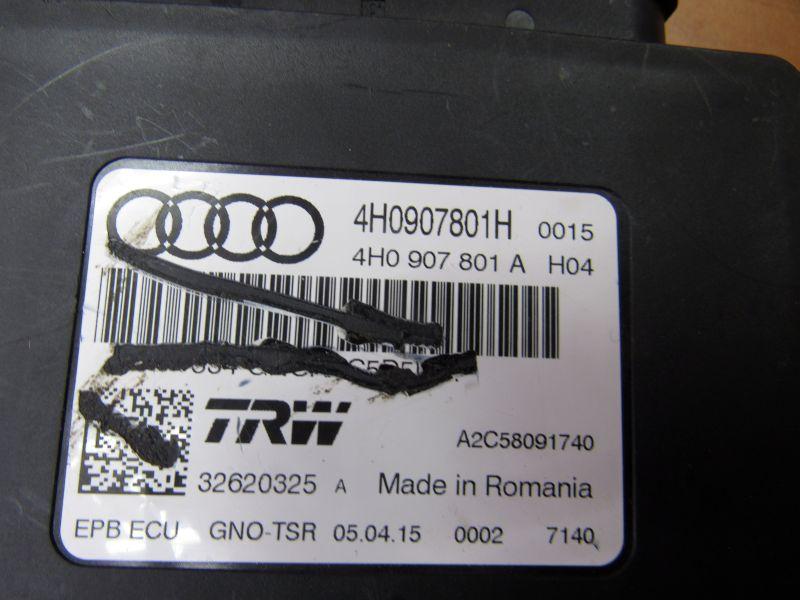 4H0907801H 0015
4H0 907 801 A H04
TRW
A2C58091740
32620325 A Made in Romania
EPB ECU GNO-TSR 05.04.15 0002 7140